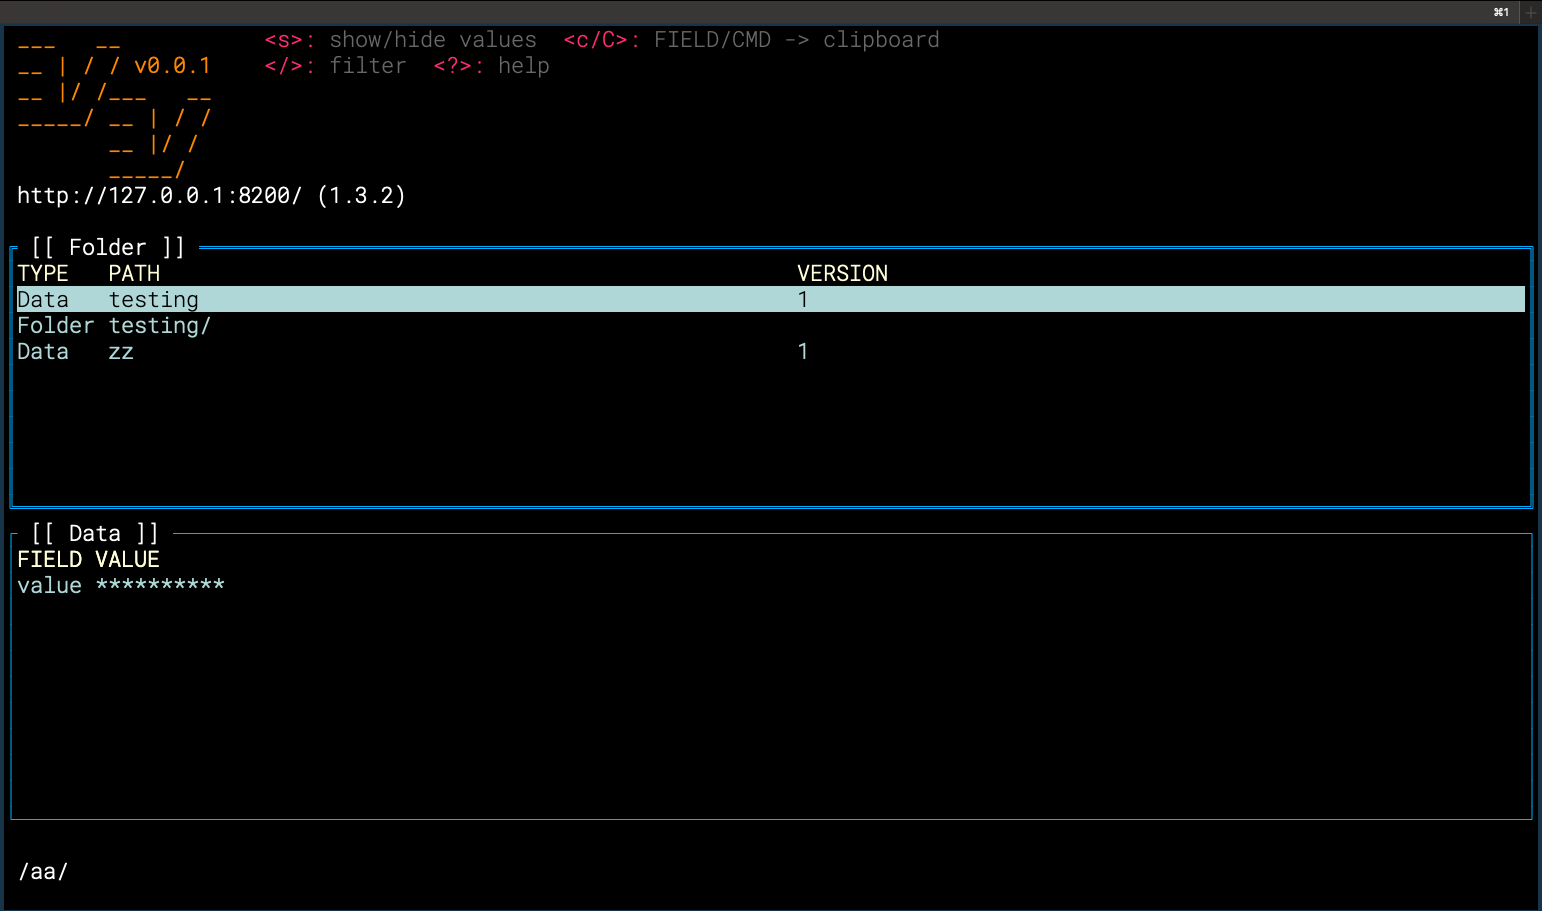 ⌘1 +
___   __            <s>: show/hide values  <c/C>: FIELD/CMD -> clipboard
__ | / / v0.0.1    </>: filter  <?>: help
__ |/ /___   __
_____/ __ | / /
       __ |/ /
       _____/
http://127.0.0.1:8200/ (1.3.2)
[[ Folder ]]
TYPE   PATH   VERSION
Data   testing   1
Folder testing/
Data   zz   1
[[ Data ]]
FIELD VALUE
value **********
/aa/